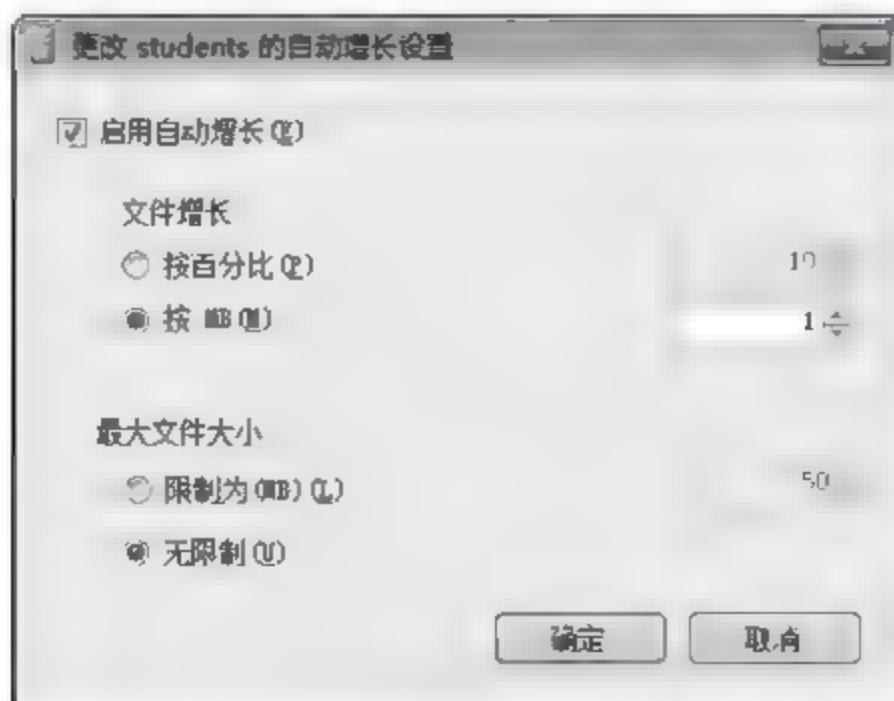 更改 students 的自动增长设置
启用自动增长(E)
文件增长
按百分比(P) 10
按 MB(M) 1
最大文件大小
限制为(MB)(L) 50
无限制(U)
确定 取消